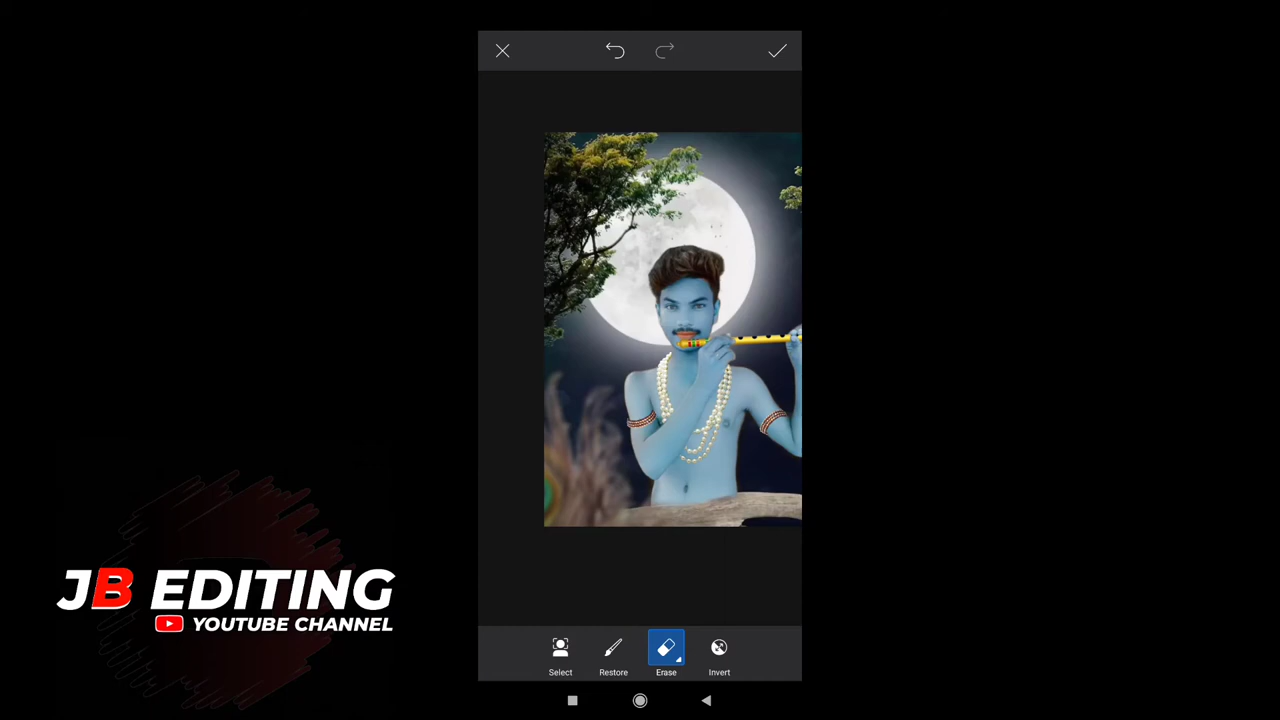 JB EDITING
YOUTUBE CHANNEL
Select
Restore
Erase
Invert